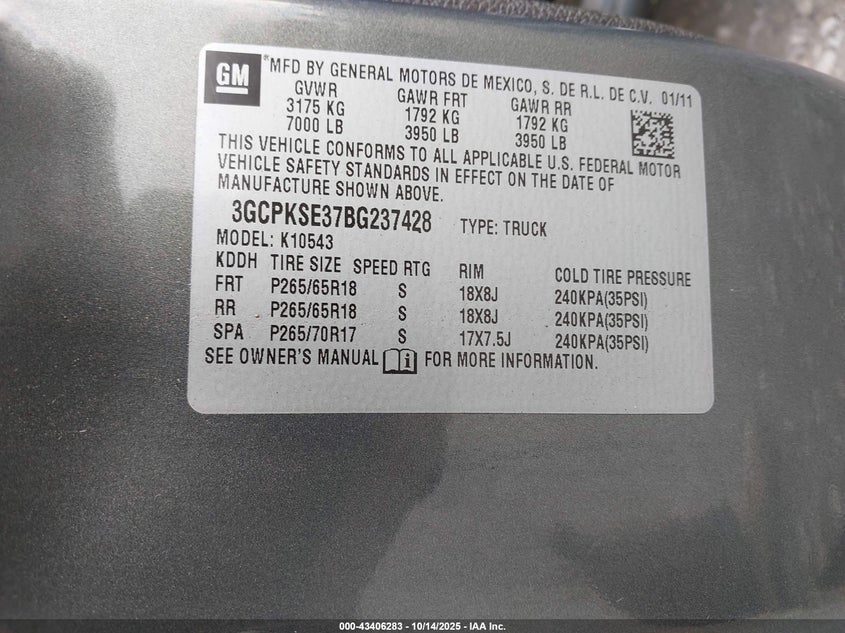 GM
*MFD BY GENERAL MOTORS DE MEXICO, S. DE R.L. DE C.V. 01/11
GVWR GAWR FRT GAWR RR
3175 KG 1792 KG 1792 KG
7000 LB 3950 LB 3950 LB
THIS VEHICLE CONFORMS TO ALL APPLICABLE U.S. FEDERAL MOTOR
VEHICLE SAFETY STANDARDS IN EFFECT ON THE DATE OF
MANUFACTURE SHOWN ABOVE.
3GCPKSE37BG237428 TYPE: TRUCK
MODEL: K10543
KDDH TIRE SIZE SPEED RTG RIM COLD TIRE PRESSURE
FRT P265/65R18 S 18X8J 240KPA(35PSI)
RR P265/65R18 S 18X8J 240KPA(35PSI)
SPA P265/70R17 S 17X7.5J 240KPA(35PSI)
SEE OWNER'S MANUAL FOR MORE INFORMATION.
000-43406283 - 10/14/2025 - IAA Inc.